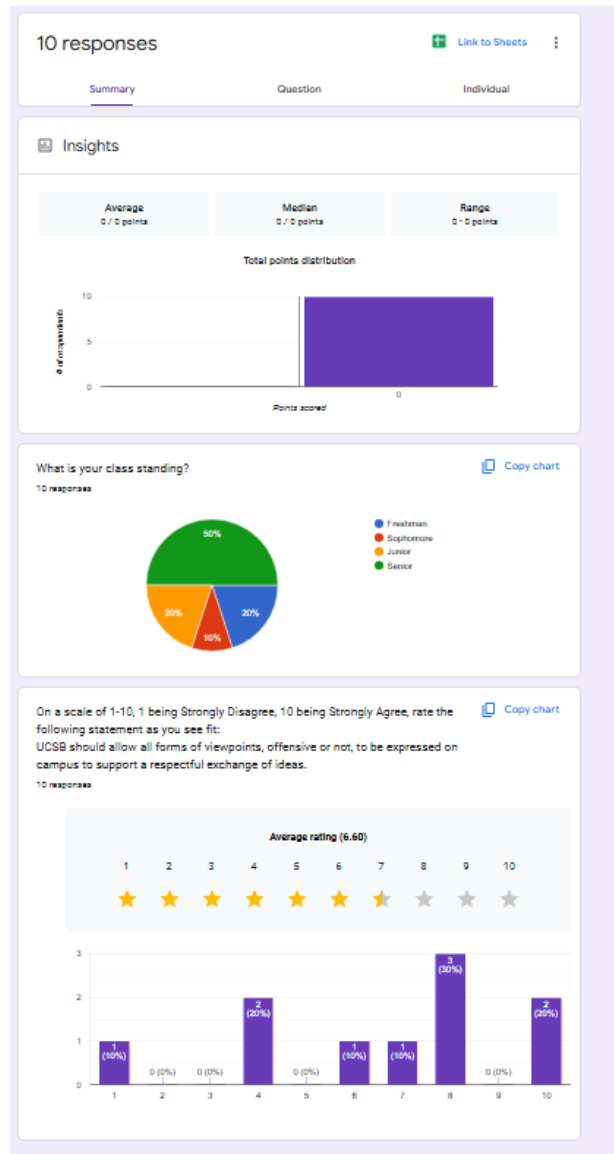 10 responses
Link to Sheets
Summary Question Individual
Insights
Average Median Range
0 / 0 points 0 / 0 points 0 - 0 points
Total points distribution
10
5
0
# of respondents
0
Points scored
What is your class standing?
Copy chart
10 responses
50%
20%
10%
20%
Freshman
Sophomore
Junior
Senior
On a scale of 1-10, 1 being Strongly Disagree, 10 being Strongly Agree, rate the
Copy chart
following statement as you see fit:
UCSB should allow all forms of viewpoints, offensive or not, to be expressed on
campus to support a respectful exchange of ideas.
10 responses
Average rating (6.60)
1 2 3 4 5 6 7 8 9 10
3
2
1
0
1
(10%)
0 (0%)
0 (0%)
2
(20%)
0 (0%)
1
(10%)
1
(10%)
3
(30%)
0 (0%)
2
(20%)
1 2 3 4 5 6 7 8 9 10